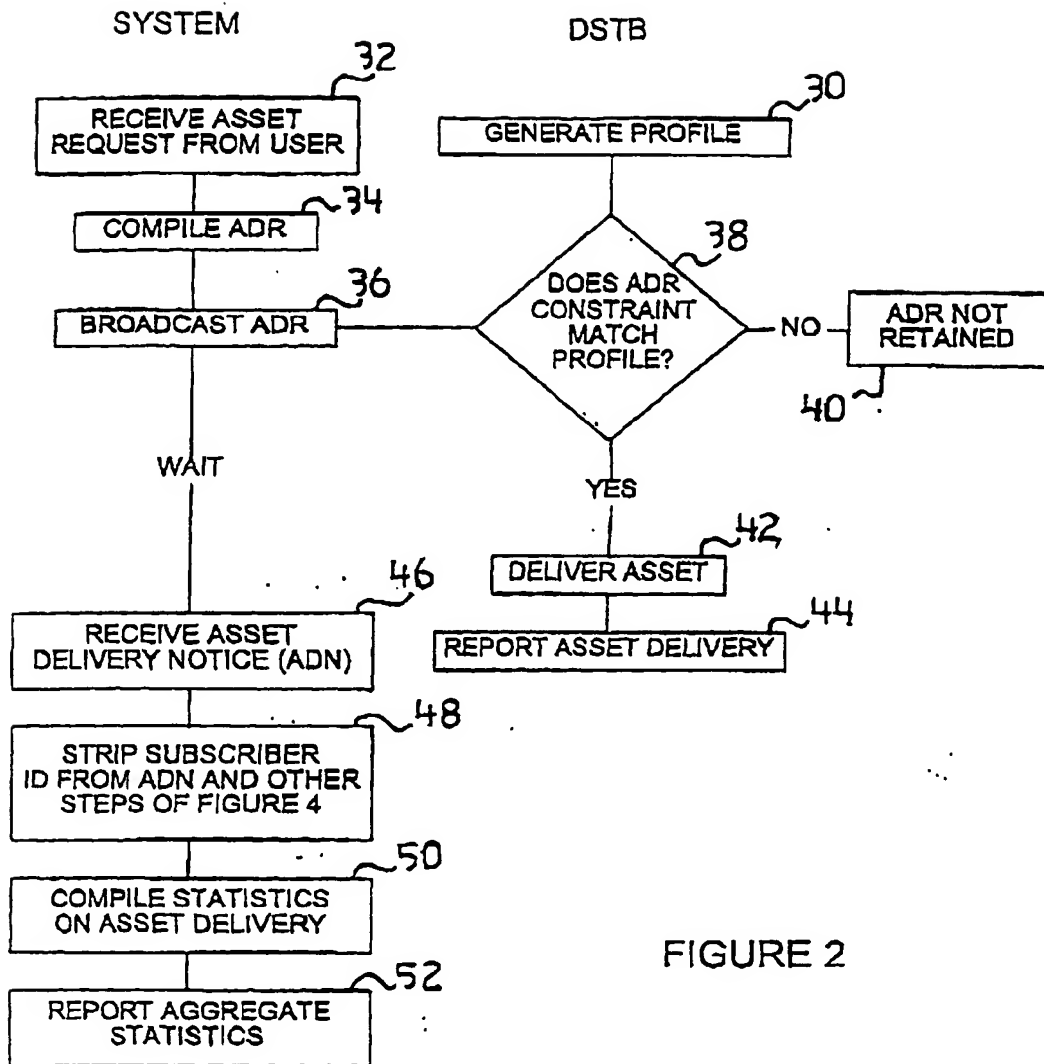 SYSTEM
DSTB
32
RECEIVE ASSET
REQUEST FROM USER
30
GENERATE PROFILE
34
COMPILE ADR
36
BROADCAST ADR
38
DOES ADR
CONSTRAINT
MATCH
PROFILE?
NO
ADR NOT
RETAINED
40
WAIT
YES
42
DELIVER ASSET
44
REPORT ASSET DELIVERY
46
RECEIVE ASSET
DELIVERY NOTICE (ADN)
48
STRIP SUBSCRIBER
ID FROM ADN AND OTHER
STEPS OF FIGURE 4
50
COMPILE STATISTICS
ON ASSET DELIVERY
52
REPORT AGGREGATE
STATISTICS
FIGURE 2